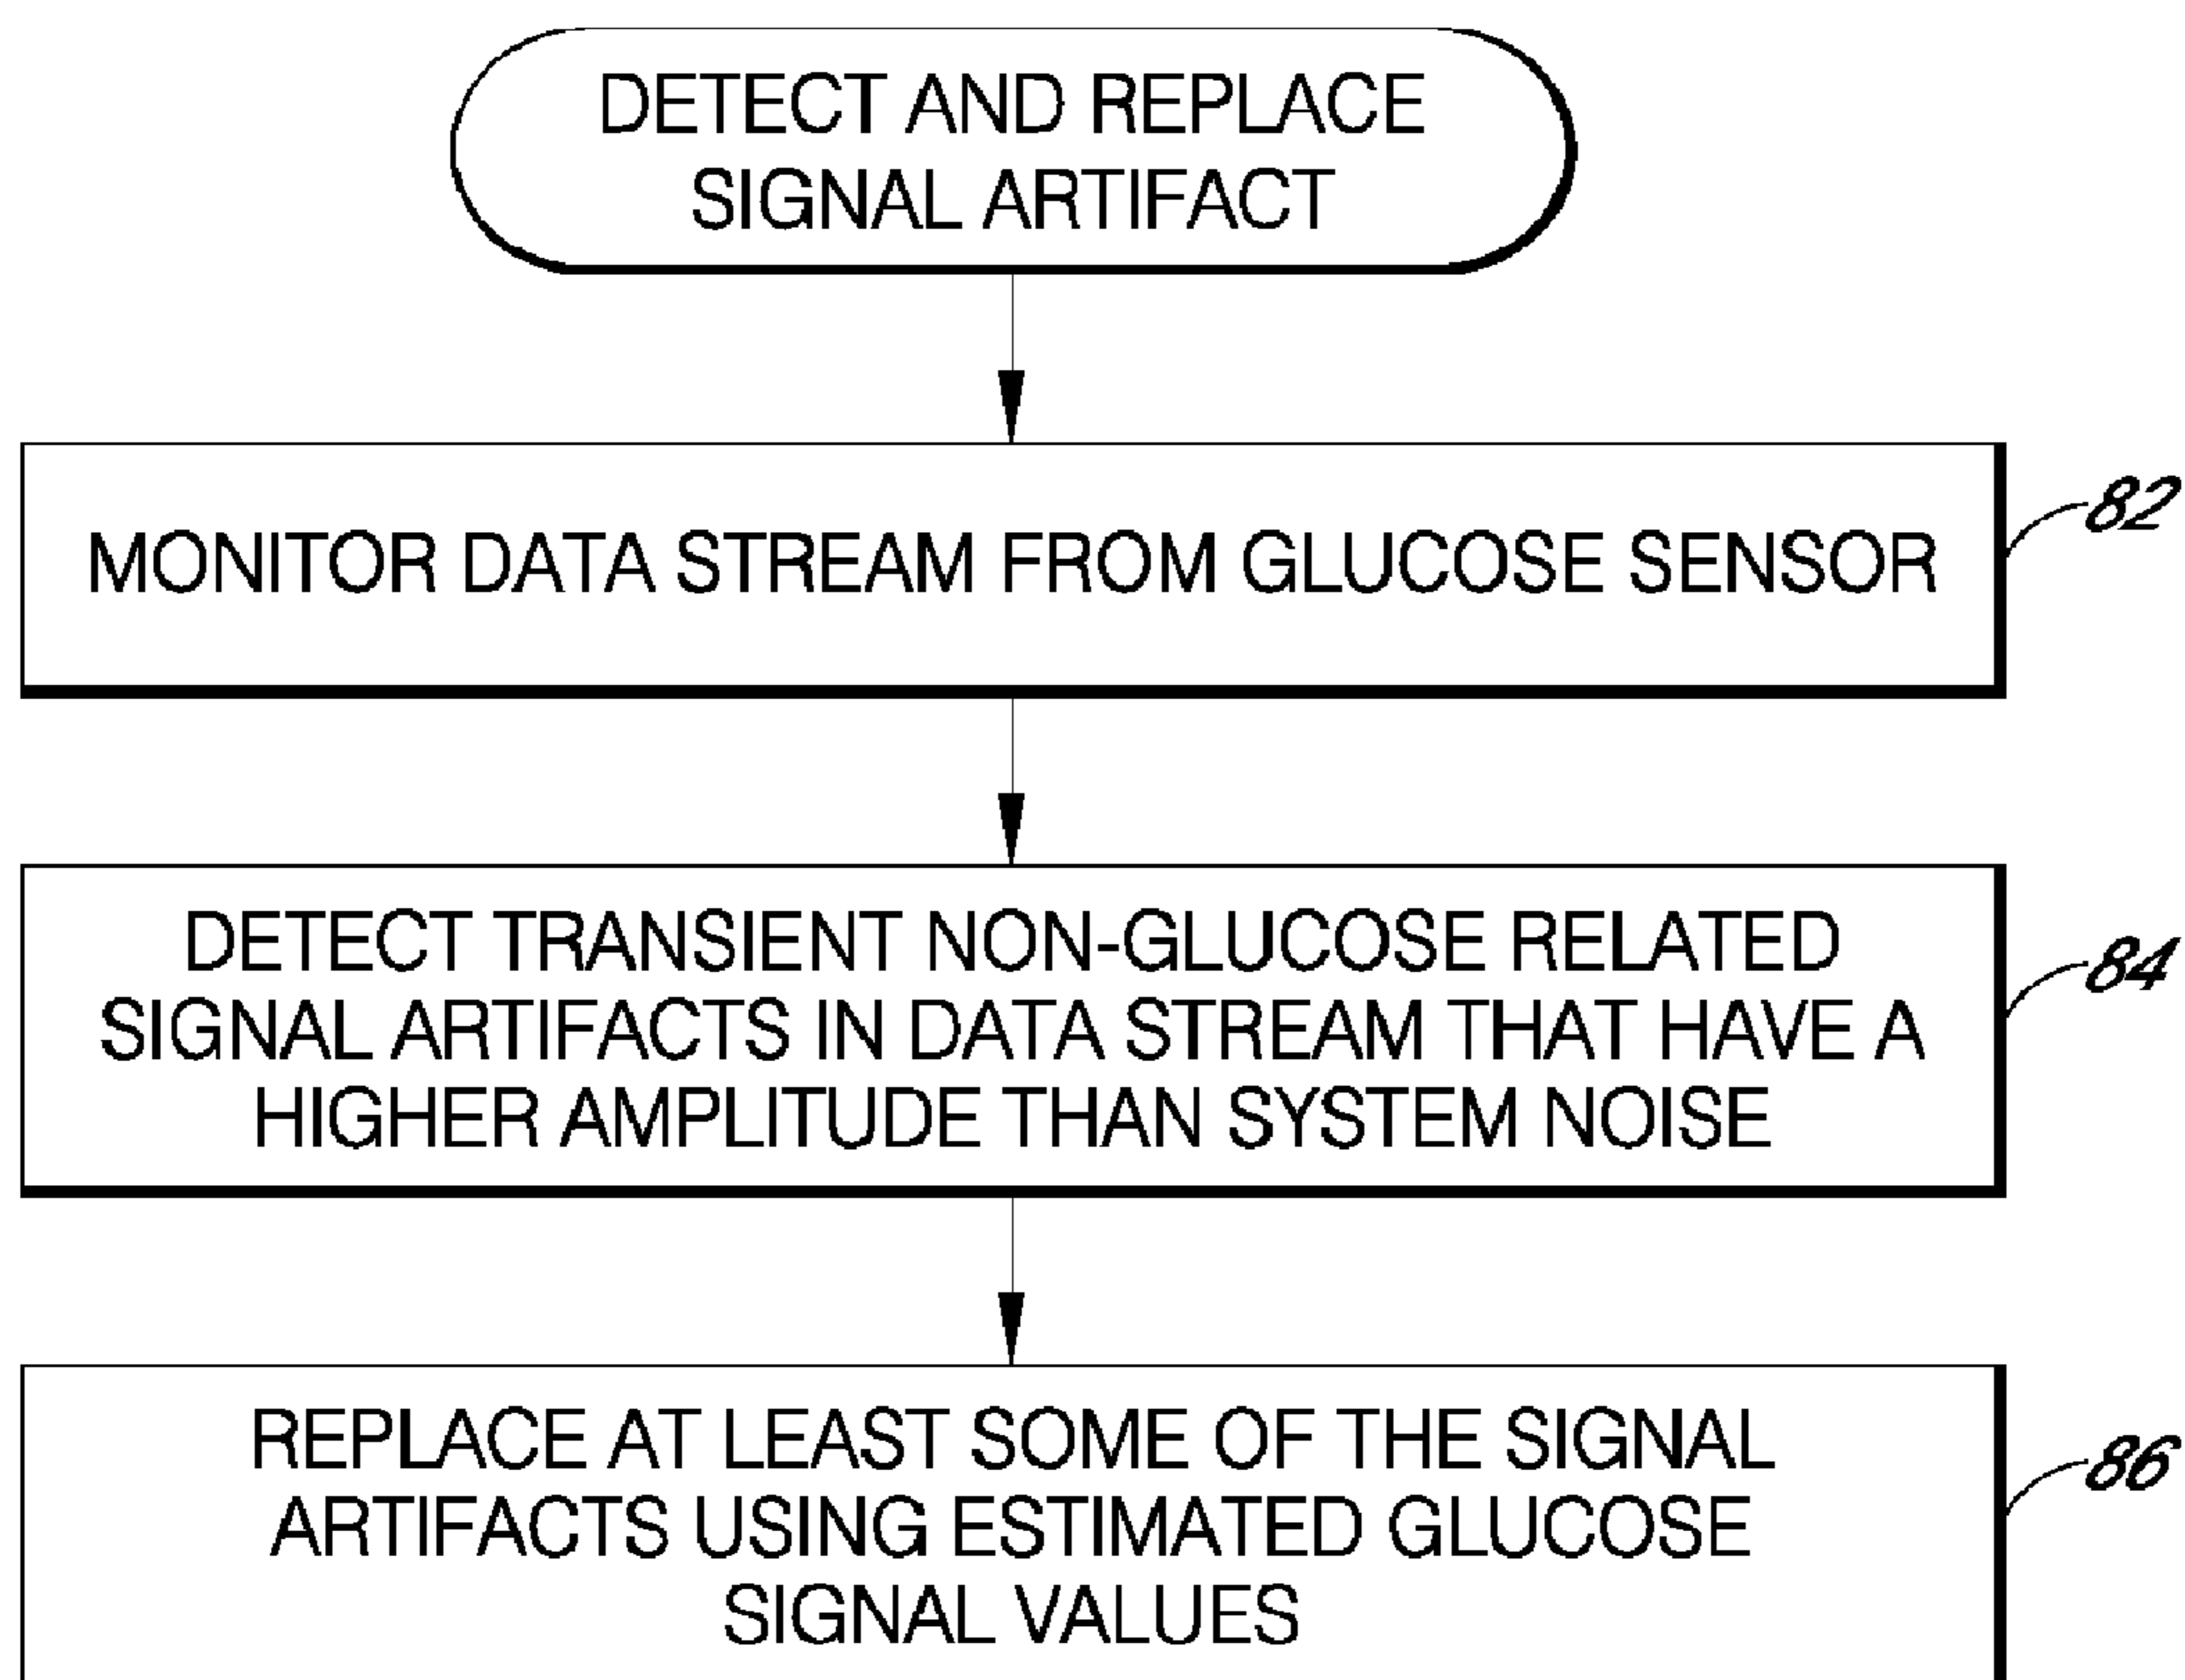 DETECT AND REPLACE
SIGNAL ARTIFACT
MONITOR DATA STREAM FROM GLUCOSE SENSOR
82
DETECT TRANSIENT NON-GLUCOSE RELATED
SIGNAL ARTIFACTS IN DATA STREAM THAT HAVE A
HIGHER AMPLITUDE THAN SYSTEM NOISE
84
REPLACE AT LEAST SOME OF THE SIGNAL
ARTIFACTS USING ESTIMATED GLUCOSE
SIGNAL VALUES
86